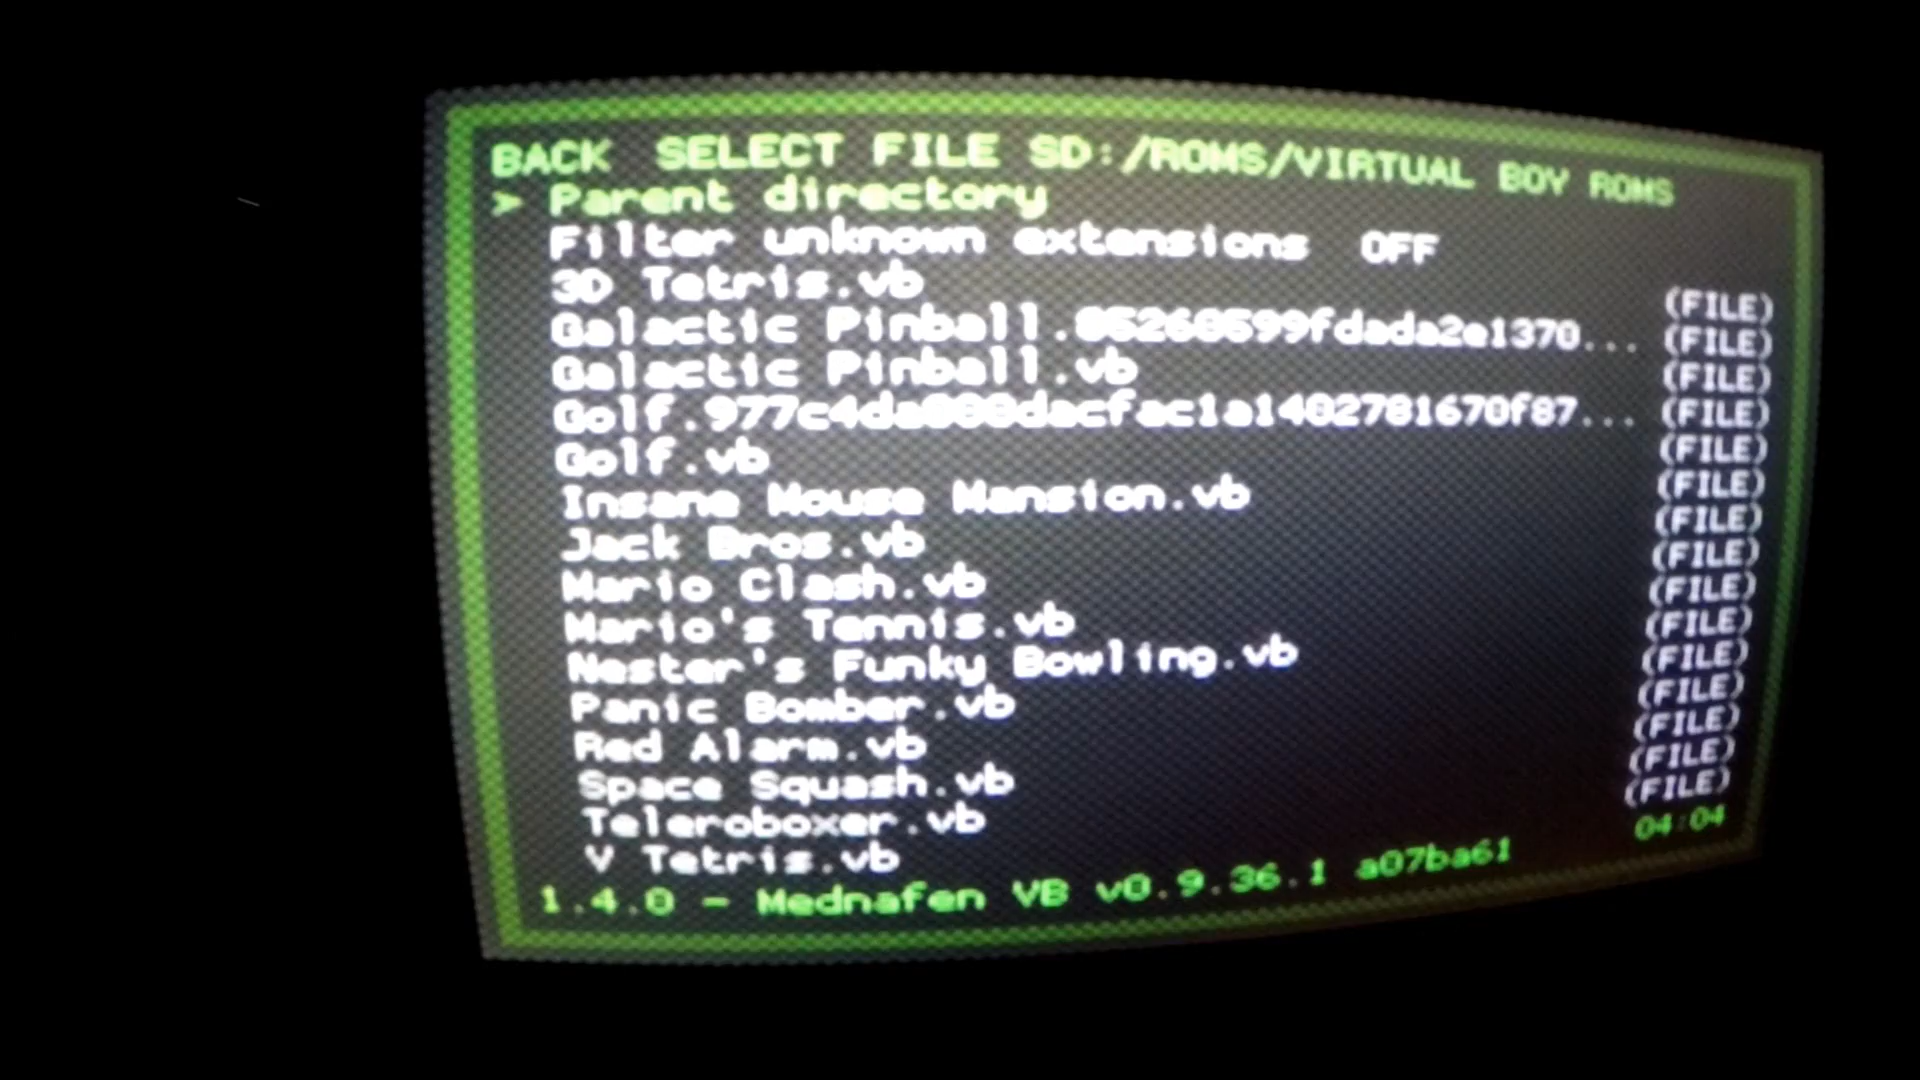 BACK SELECT FILE SD:/ROMS/VIRTUAL BOY ROMS
> Parent directory
Filter unknown extensions OFF
3D Tetris.vb (FILE)
Galactic Pinball.05260599fdada2e1370... (FILE)
Galactic Pinball.vb (FILE)
Golf.977c4da000dacfac1a1402781670f87... (FILE)
Golf.vb (FILE)
Insane Mouse Mansion.vb (FILE)
Jack Bros.vb (FILE)
Mario Clash.vb (FILE)
Mario's Tennis.vb (FILE)
Nester's Funky Bowling.vb (FILE)
Panic Bomber.vb (FILE)
Red Alarm.vb (FILE)
Space Squash.vb (FILE)
Teleroboxer.vb (FILE)
V Tetris.vb (FILE)
1.4.0 - Mednafen VB v0.9.36.1 a07ba61 04:04